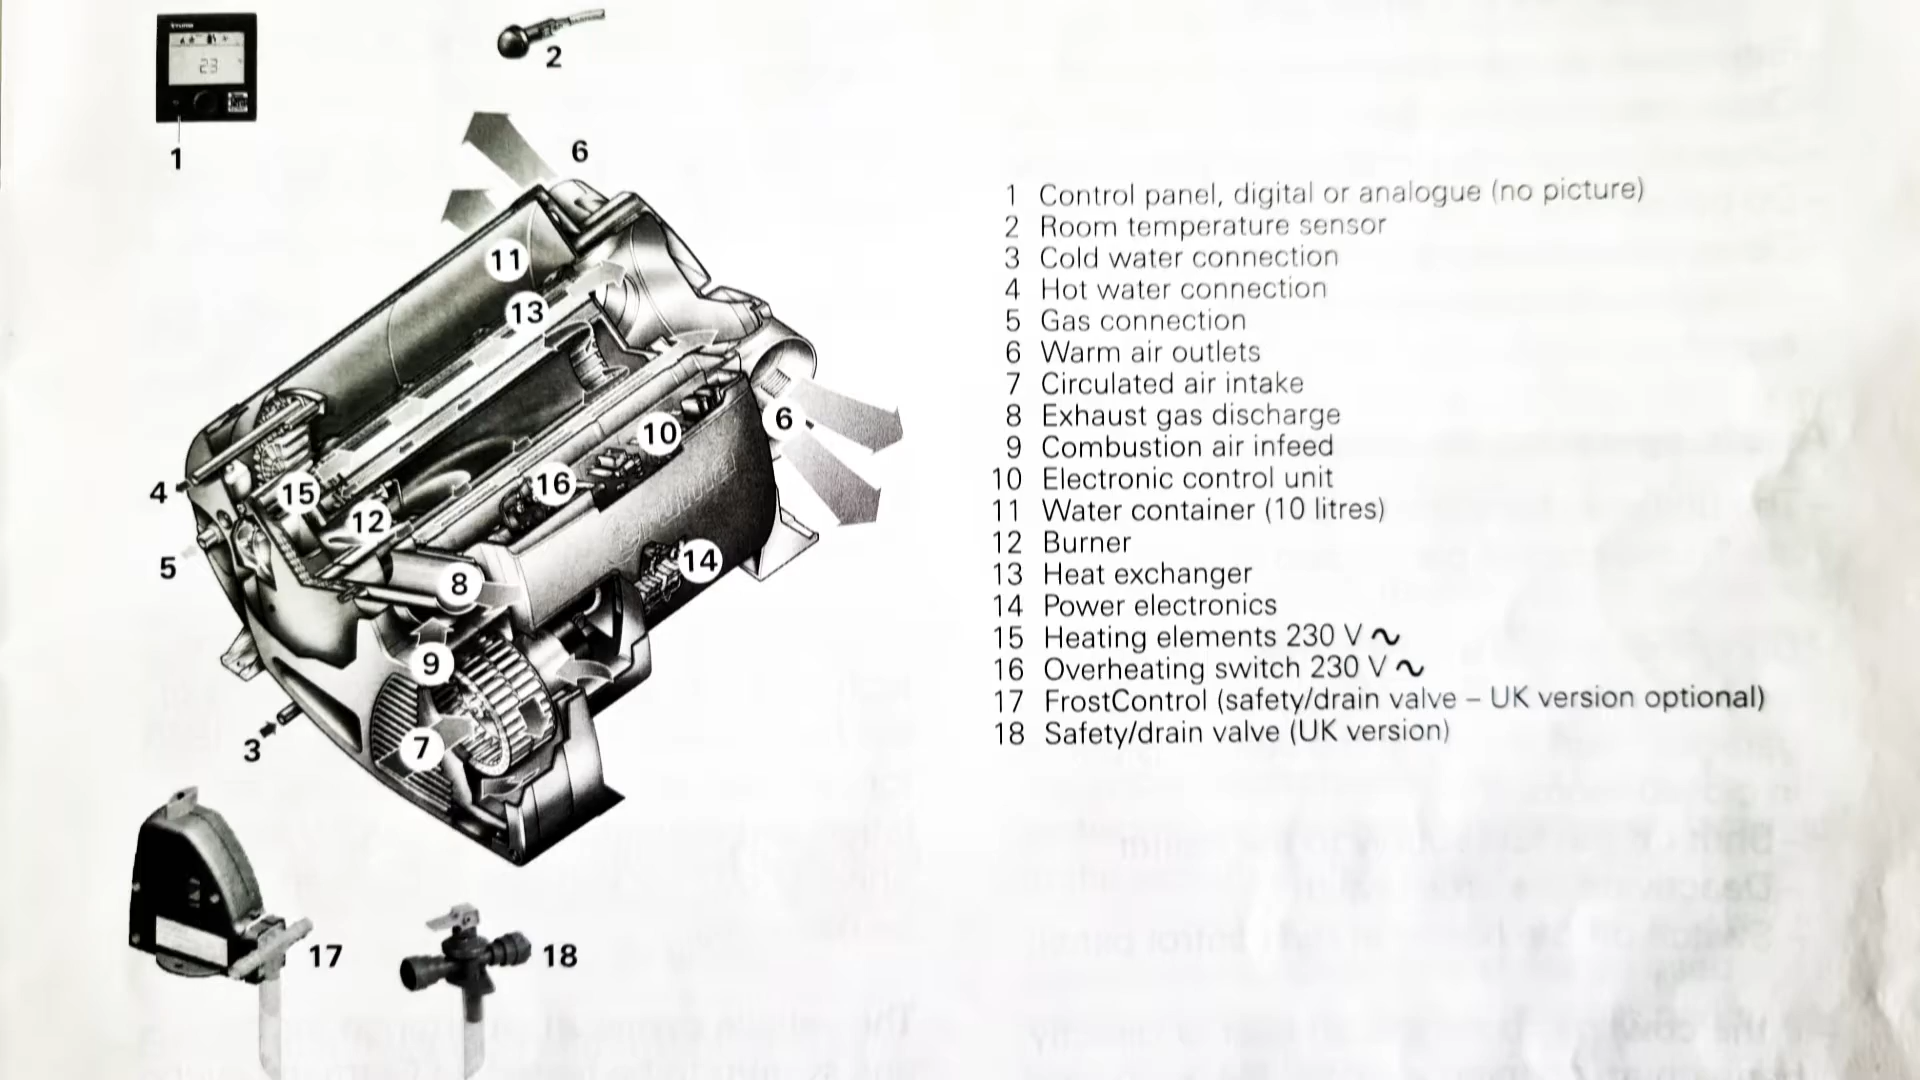 23
1
2
6
11
13
10
6
4
15
16
12
5
14
8
9
3
7
17
18
1 Control panel, digital or analogue (no picture)
2 Room temperature sensor
3 Cold water connection
4 Hot water connection
5 Gas connection
6 Warm air outlets
7 Circulated air intake
8 Exhaust gas discharge
9 Combustion air infeed
10 Electronic control unit
11 Water container (10 litres)
12 Burner
13 Heat exchanger
14 Power electronics
15 Heating elements 230 V ∿
16 Overheating switch 230 V ∿
17 FrostControl (safety/drain valve – UK version optional)
18 Safety/drain valve (UK version)